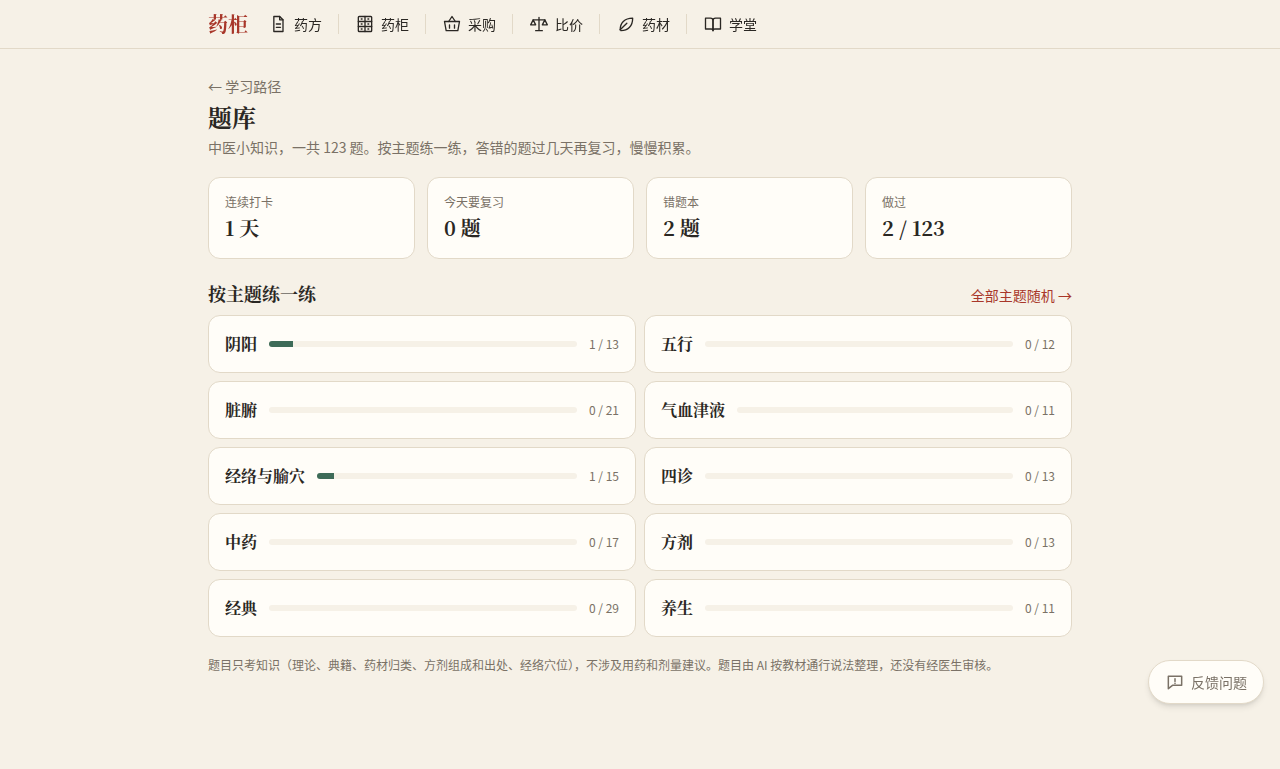 药柜 药方 药柜 采购 比价 药材 学堂
← 学习路径
题库
中医小知识，一共 123 题。按主题练一练，答错的题过几天再复习，慢慢积累。
连续打卡
1 天
今天要复习
0 题
错题本
2 题
做过
2 / 123
按主题练一练
全部主题随机 →
阴阳 1 / 13
五行 0 / 12
脏腑 0 / 21
气血津液 0 / 11
经络与腧穴 1 / 15
四诊 0 / 13
中药 0 / 17
方剂 0 / 13
经典 0 / 29
养生 0 / 11
题目只考知识（理论、典籍、药材归类、方剂组成和出处、经络穴位），不涉及用药和剂量建议。题目由 AI 按教材通行说法整理，还没有经医生审核。
反馈问题